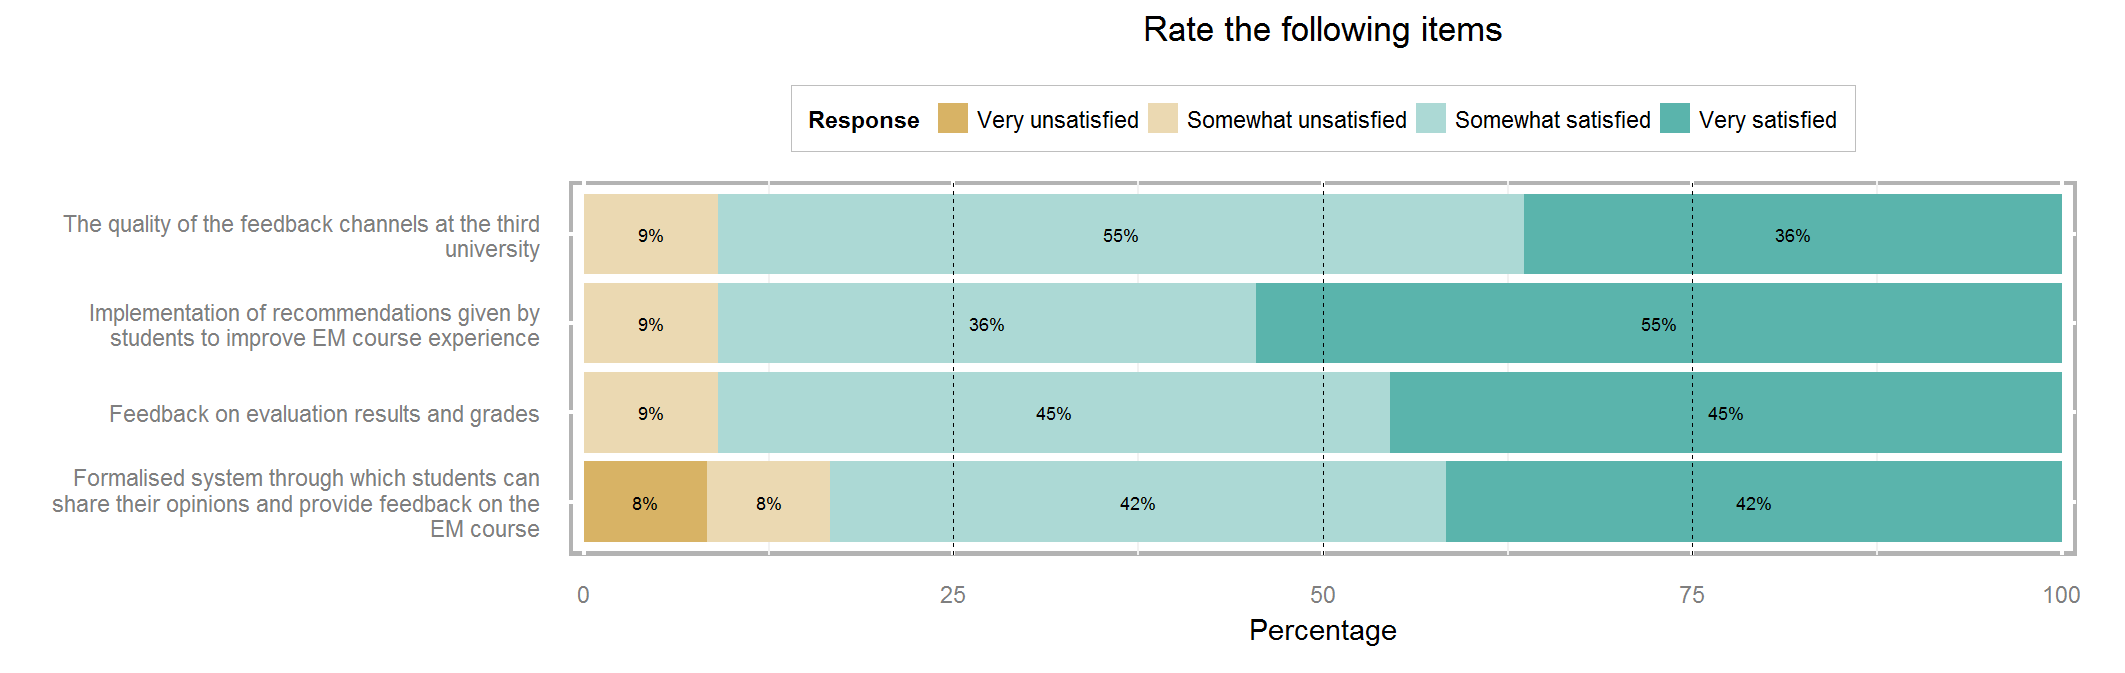 Rate the following items
Response Very unsatisfied Somewhat unsatisfied Somewhat satisfied Very satisfied
The quality of the feedback channels at the third
university
9% 55% 36%
Implementation of recommendations given by
students to improve EM course experience
9% 36% 55%
Feedback on evaluation results and grades
9% 45% 45%
Formalised system through which students can
share their opinions and provide feedback on the
EM course
8% 8% 42% 42%
0 25 50 75 100
Percentage